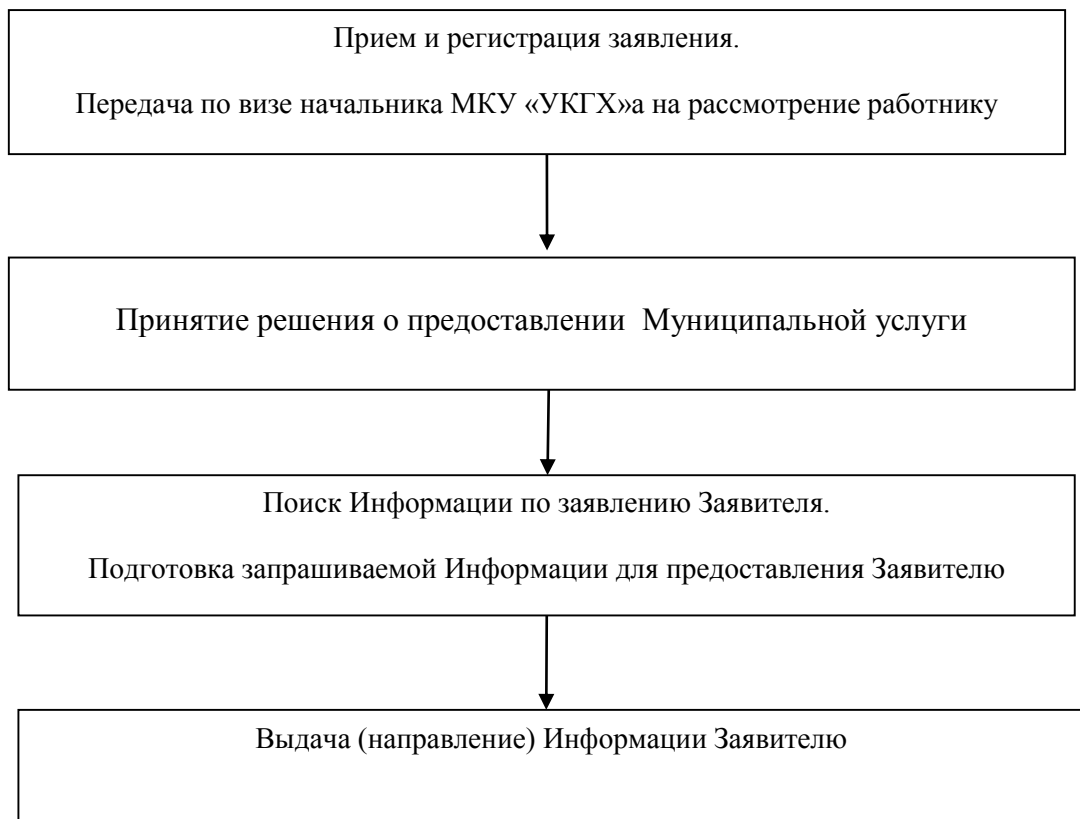 Прием и регистрация заявления.
Передача по визе начальника МКУ «УКГХ»а на рассмотрение работнику
Принятие решения о предоставлении Муниципальной услуги
Поиск Информации по заявлению Заявителя.
Подготовка запрашиваемой Информации для предоставления Заявителю
Выдача (направление) Информации Заявителю